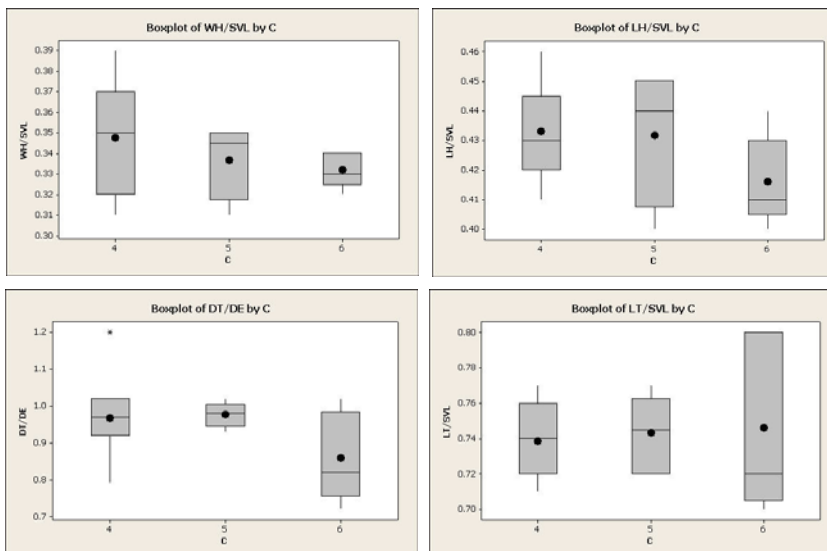 Boxplot of WH/SVL by C
0.39
0.38
0.37
0.36
0.35
0.34
0.33
0.32
0.31
0.30
WH/SVL
4 5 6
C
Boxplot of LH/SVL by C
0.46
0.45
0.44
0.43
0.42
0.41
0.40
LH/SVL
4 5 6
C
Boxplot of DT/DE by C
1.2
1.1
1.0
0.9
0.8
0.7
DT/DE
4 5 6
C
Boxplot of LT/SVL by C
0.80
0.78
0.76
0.74
0.72
0.70
LT/SVL
4 5 6
C